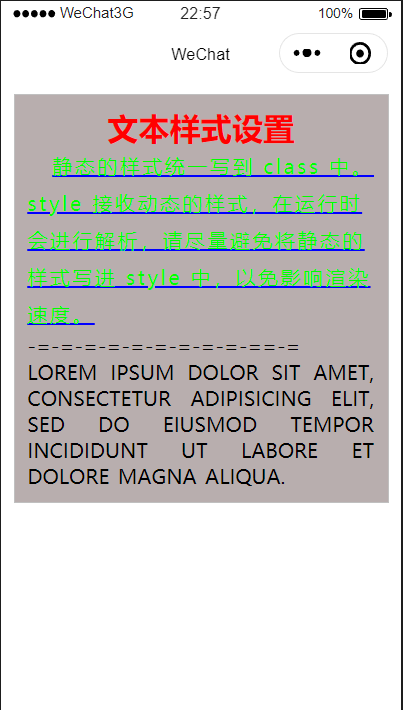 WeChat3G 22:57 100%
WeChat
文本样式设置
静态的样式统一写到 class 中。
style 接收动态的样式，在运行时
会进行解析，请尽量避免将静态的
样式写进 style 中，以免影响渲染
速度。
-=-=-=-=-=-=-=-=-==-=
LOREM IPSUM DOLOR SIT AMET,
CONSECTETUR ADIPISICING ELIT,
SED DO EIUSMOD TEMPOR
INCIDIDUNT UT LABORE ET
DOLORE MAGNA ALIQUA.